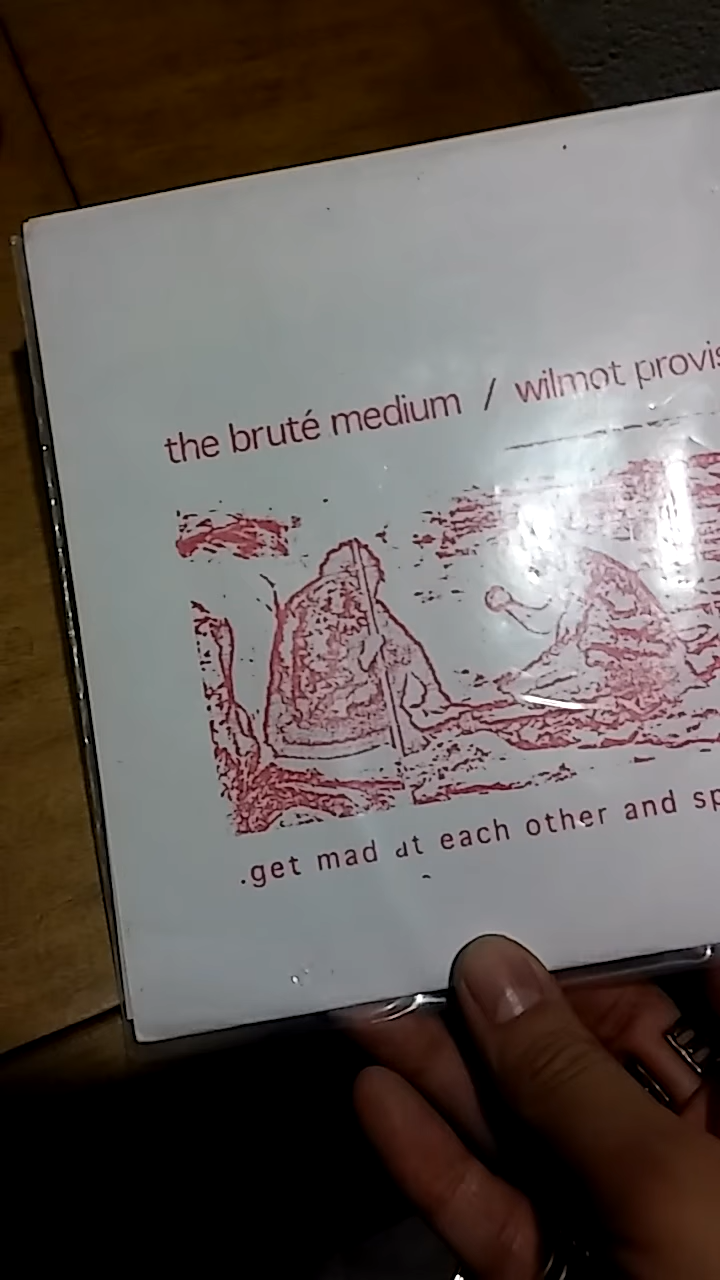 the bruté medium / wilmot provis
.get mad at each other and sp